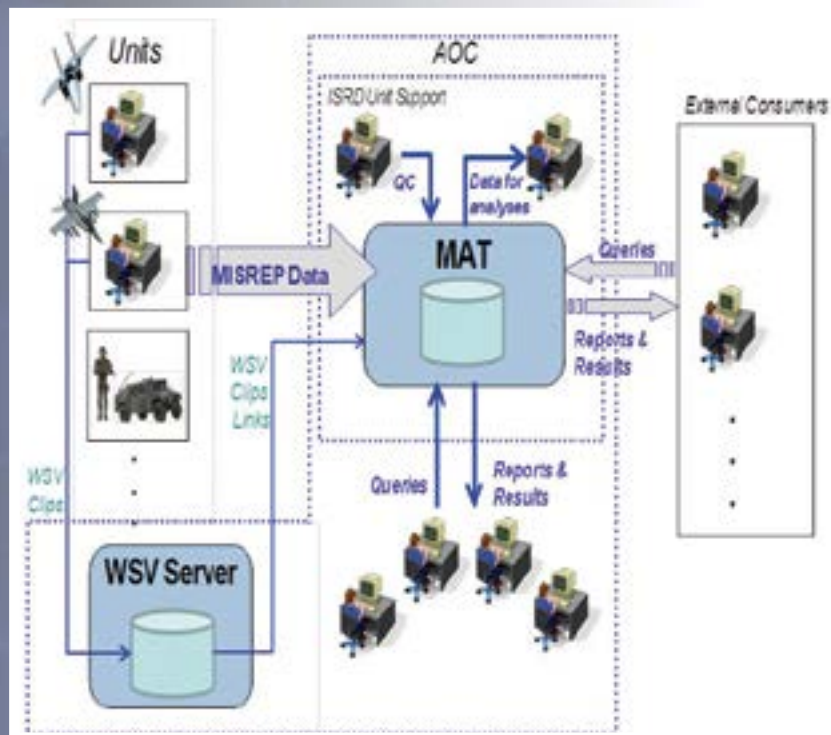 Units
AOC
ISRD Unit Support
External Consumers
QC
Data for
analyses
MAT
Queries
MISREP Data
Reports &
Results
WSV
Clips
Links
WSV
Clips
Queries
Reports &
Results
WSV Server